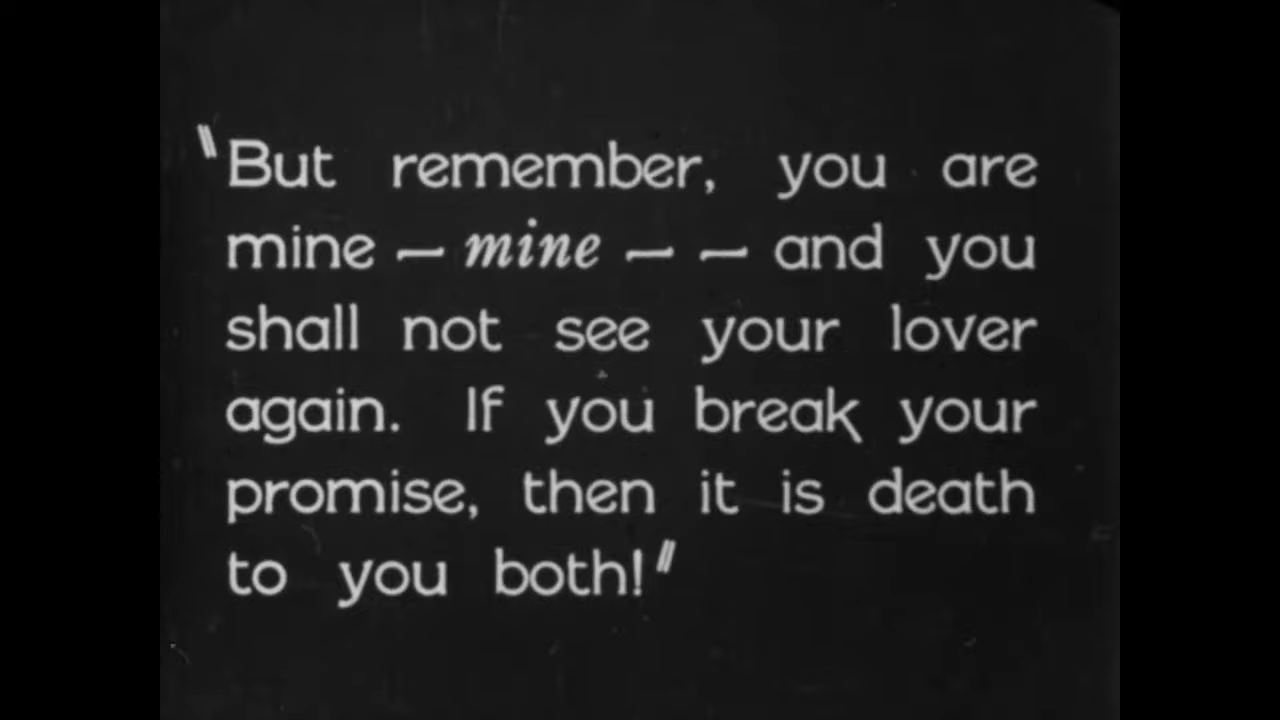 "But remember, you are
mine — mine — — and you
shall not see your lover
again. If you break your
promise, then it is death
to you both!"